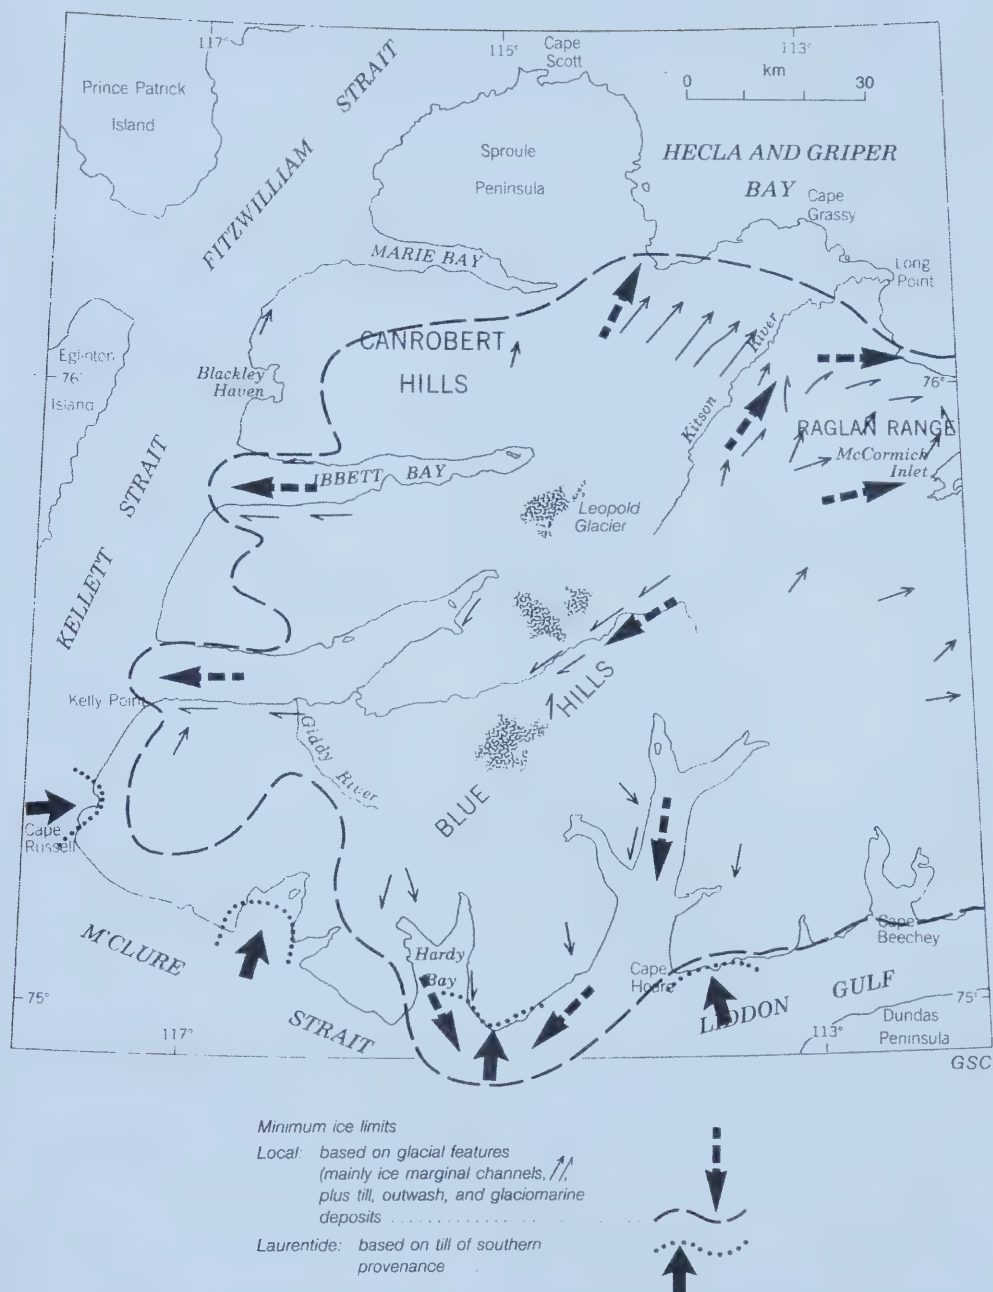 117°
115°
113°
Cape
Scott
km
0 30
Prince Patrick
Island
STRAIT
FITZWILLIAM
Sproule
Peninsula
HECLA AND GRIPER
BAY
Cape
Grassy
MARIE BAY
Long
Point
CANROBERT
HILLS
River
Kitson
Eglinton
76°
Island
Blackley
Haven
76°
RAGLAN RANGE
McCormick
Inlet
STRAIT
KELLETT
IBBETT BAY
Leopold
Glacier
Kelly Point
Giddy River
BLUE HILLS
Cape
Russell
M'CLURE
STRAIT
Hardy
Bay
Cape
Hoare
Cape
Beechey
LIDDON GULF
75°
75°
117°
113°
Dundas
Peninsula
GSC
Minimum ice limits
Local: based on glacial features
(mainly ice marginal channels,
plus till, outwash, and glaciomarine
deposits . . . . . . . . . . . . . . . . .
Laurentide: based on till of southern
provenance .